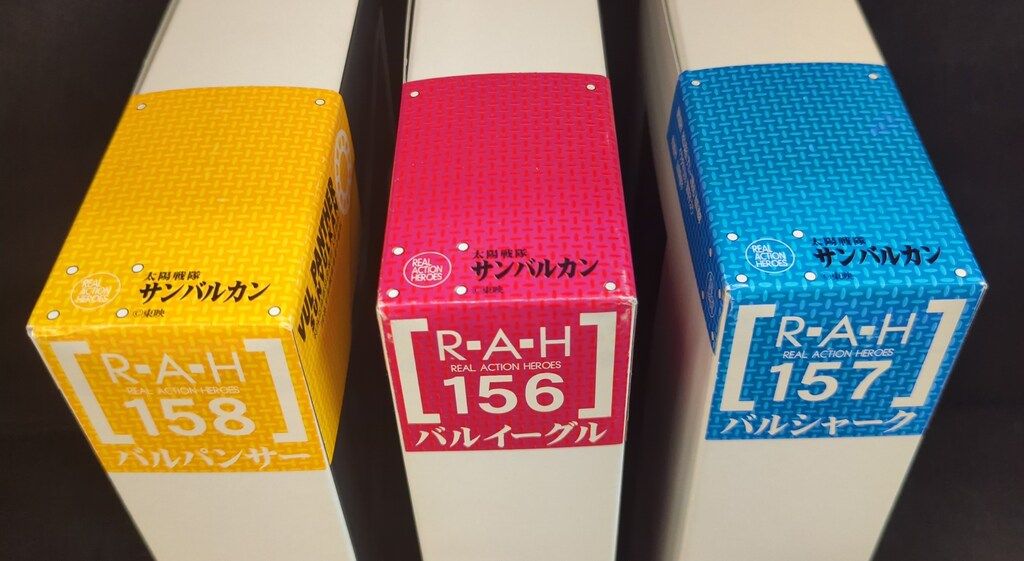 REAL
ACTION
HEROES
太陽戦隊
サンバルカン
©東映
VUL PANTHER
[R-A-H
REAL ACTION HEROES
158]
バルパンサー
REAL
ACTION
HEROES
太陽戦隊
サンバルカン
©東映
[R-A-H
REAL ACTION HEROES
156]
バルイーグル
REAL
ACTION
HEROES
太陽戦隊
サンバルカン
©東映
[R-A-H
REAL ACTION HEROES
157]
バルシャーク